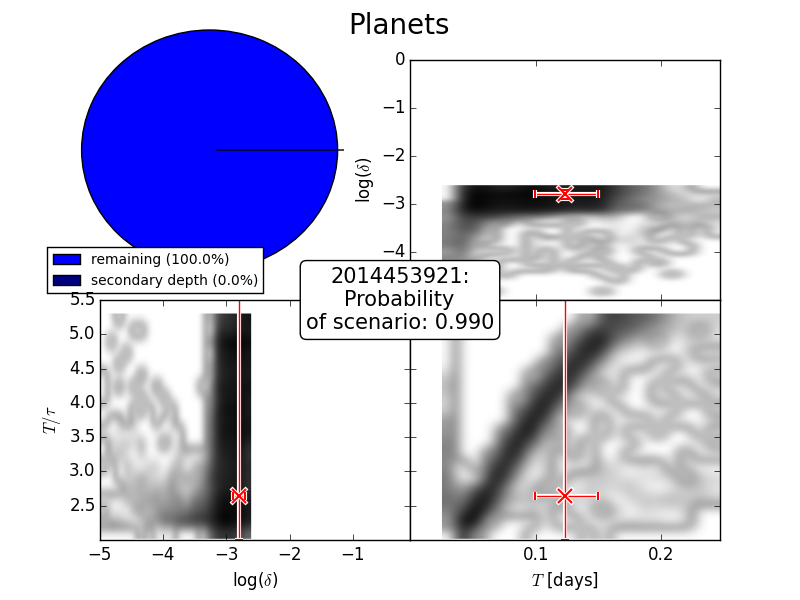 Planets
0
−1
−2
−3
−4
log(δ)
remaining (100.0%)
secondary depth (0.0%)
2014453921:
Probability
of scenario: 0.990
5.5
5.0
4.5
4.0
3.5
3.0
2.5
T/τ
−5
−4
−3
−2
−1
log(δ)
0.1
0.2
T [days]